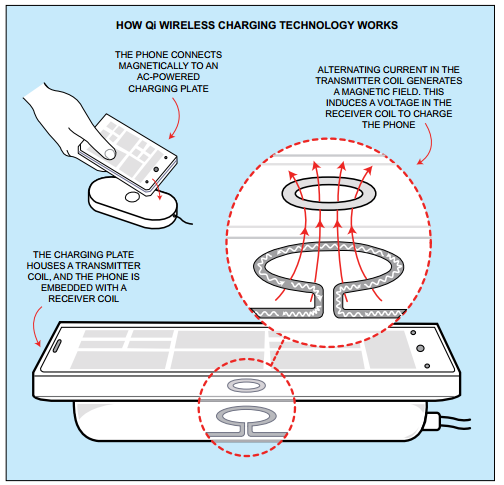 HOW Qi WIRELESS CHARGING TECHNOLOGY WORKS
THE PHONE CONNECTS
MAGNETICALLY TO AN
AC-POWERED
CHARGING PLATE
ALTERNATING CURRENT IN THE
TRANSMITTER COIL GENERATES
A MAGNETIC FIELD. THIS
INDUCES A VOLTAGE IN THE
RECEIVER COIL TO CHARGE
THE PHONE
THE CHARGING PLATE
HOUSES A TRANSMITTER
COIL, AND THE PHONE IS
EMBEDDED WITH A
RECEIVER COIL